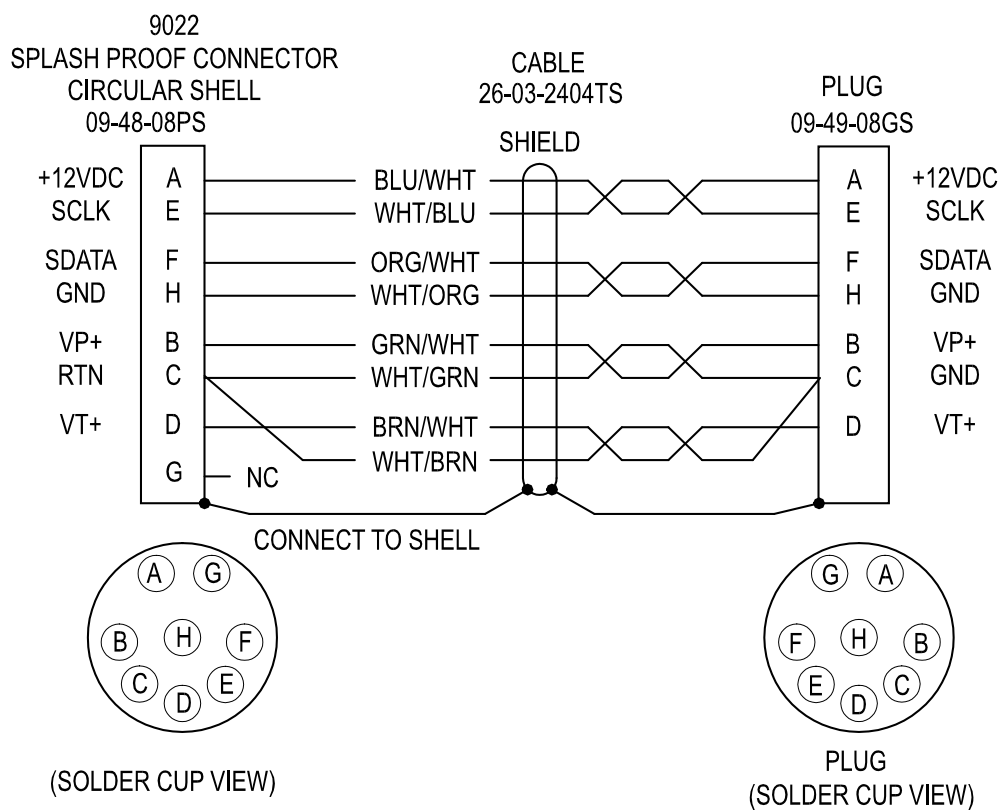 9022
SPLASH PROOF CONNECTOR
CIRCULAR SHELL
09-48-08PS
CABLE
26-03-2404TS
PLUG
09-49-08GS
SHIELD
+12VDC A BLU/WHT A +12VDC
SCLK E WHT/BLU E SCLK
SDATA F ORG/WHT F SDATA
GND H WHT/ORG H GND
VP+ B GRN/WHT B VP+
RTN C WHT/GRN C GND
VT+ D BRN/WHT D VT+
WHT/BRN
G NC
CONNECT TO SHELL
A G
B H F
C D E
(SOLDER CUP VIEW)
G A
F H B
E D C
PLUG
(SOLDER CUP VIEW)